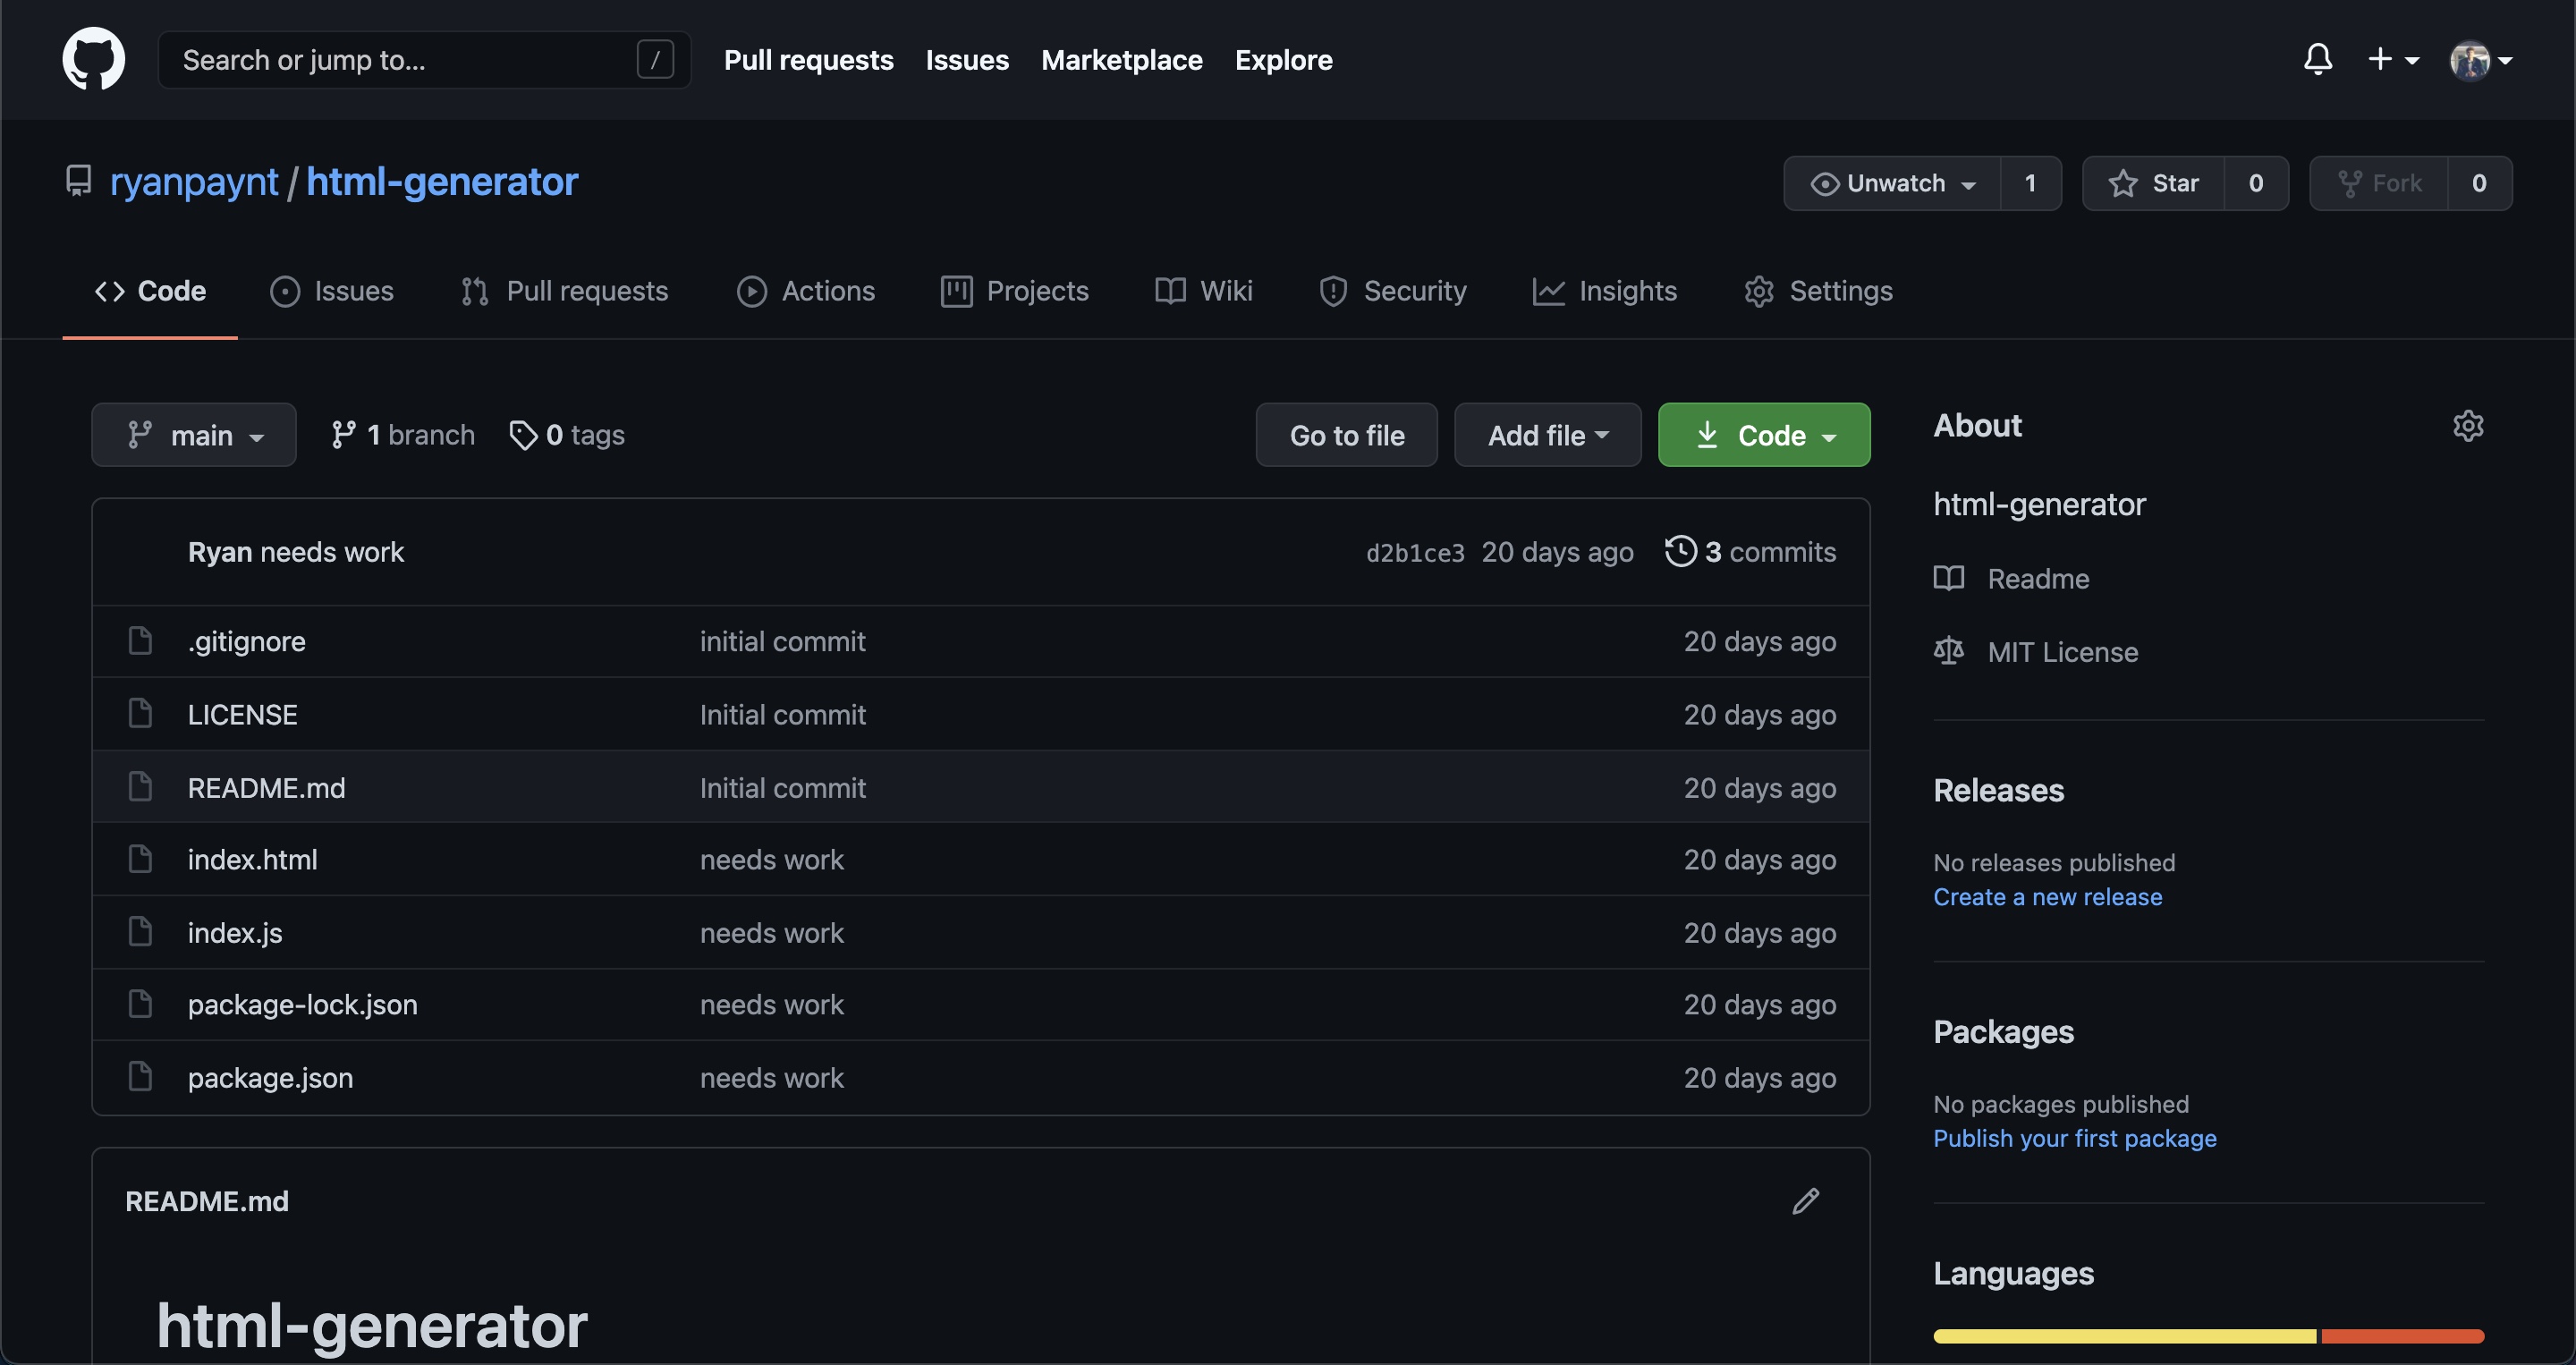 Search or jump to... / Pull requests Issues Marketplace Explore
ryanpaynt / html-generator Unwatch 1 Star 0 Fork 0
Code Issues Pull requests Actions Projects Wiki Security Insights Settings
main 1 branch 0 tags Go to file Add file Code
Ryan needs work d2b1ce3 20 days ago 3 commits
.gitignore initial commit 20 days ago
LICENSE Initial commit 20 days ago
README.md Initial commit 20 days ago
index.html needs work 20 days ago
index.js needs work 20 days ago
package-lock.json needs work 20 days ago
package.json needs work 20 days ago
README.md
html-generator
About
html-generator
Readme
MIT License
Releases
No releases published
Create a new release
Packages
No packages published
Publish your first package
Languages